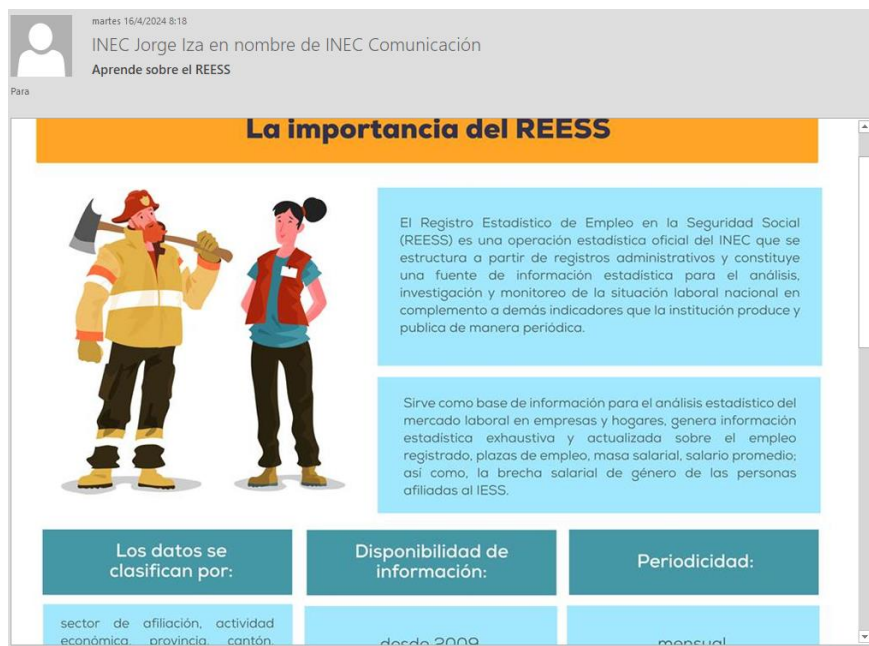 martes 16/4/2024 8:18
INEC Jorge Iza en nombre de INEC Comunicación
Aprende sobre el REESS
Para
La importancia del REESS
El Registro Estadístico de Empleo en la Seguridad Social
(REESS) es una operación estadística oficial del INEC que se
estructura a partir de registros administrativos y constituye
una fuente de información estadística para el análisis,
investigación y monitoreo de la situación laboral nacional en
complemento a demás indicadores que la institución produce y
publica de manera periódica.
Sirve como base de información para el análisis estadístico del
mercado laboral en empresas y hogares, genera información
estadística exhaustiva y actualizada sobre el empleo
registrado, plazas de empleo, masa salarial, salario promedio;
así como, la brecha salarial de género de las personas
afiliadas al IESS.
Los datos se
clasifican por:
sector de afiliación, actividad
económica, provincia, cantón,
Disponibilidad de
información:
desde 2009
Periodicidad:
mensual